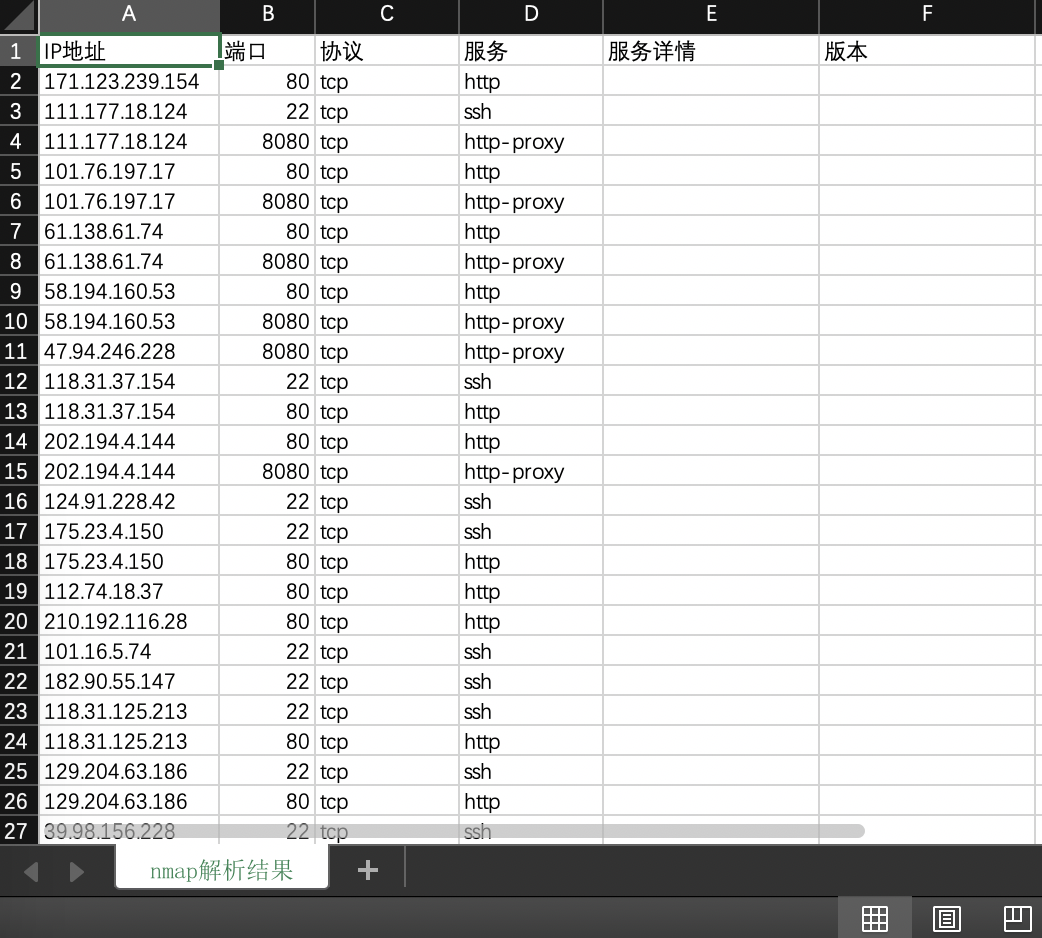 A B C D E F
1 IP地址 端口 协议 服务 服务详情 版本
2 171.123.239.154 80 tcp http
3 111.177.18.124 22 tcp ssh
4 111.177.18.124 8080 tcp http-proxy
5 101.76.197.17 80 tcp http
6 101.76.197.17 8080 tcp http-proxy
7 61.138.61.74 80 tcp http
8 61.138.61.74 8080 tcp http-proxy
9 58.194.160.53 80 tcp http
10 58.194.160.53 8080 tcp http-proxy
11 47.94.246.228 8080 tcp http-proxy
12 118.31.37.154 22 tcp ssh
13 118.31.37.154 80 tcp http
14 202.194.4.144 80 tcp http
15 202.194.4.144 8080 tcp http-proxy
16 124.91.228.42 22 tcp ssh
17 175.23.4.150 22 tcp ssh
18 175.23.4.150 80 tcp http
19 112.74.18.37 80 tcp http
20 210.192.116.28 80 tcp http
21 101.16.5.74 22 tcp ssh
22 182.90.55.147 22 tcp ssh
23 118.31.125.213 22 tcp ssh
24 118.31.125.213 80 tcp http
25 129.204.63.186 22 tcp ssh
26 129.204.63.186 80 tcp http
27 39.98.156.228 22 tcp ssh
nmap解析结果